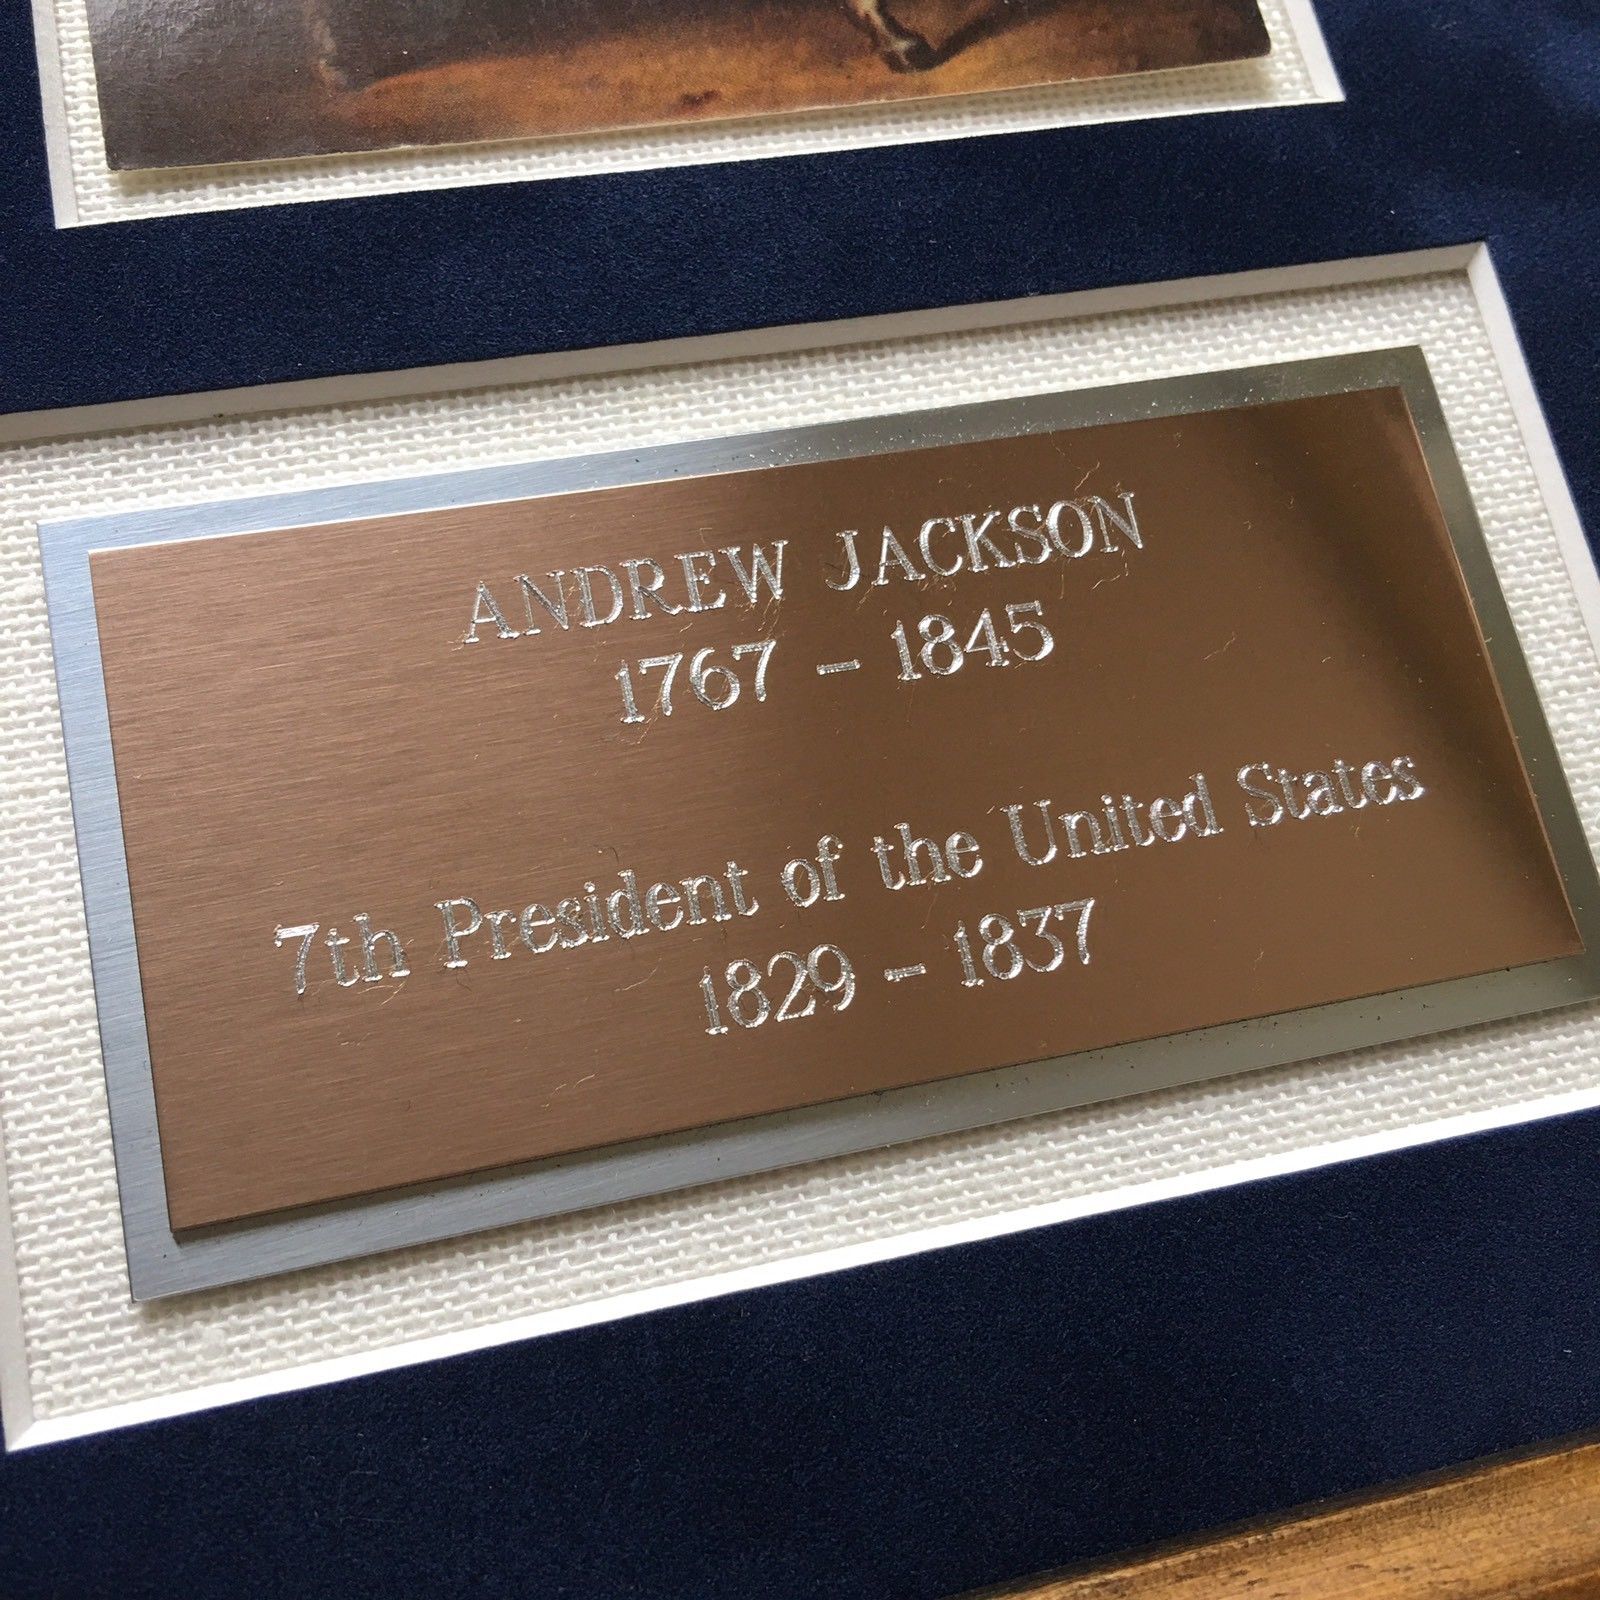 ANDREW JACKSON
1767 - 1845
7th President of the United States
1829 - 1837